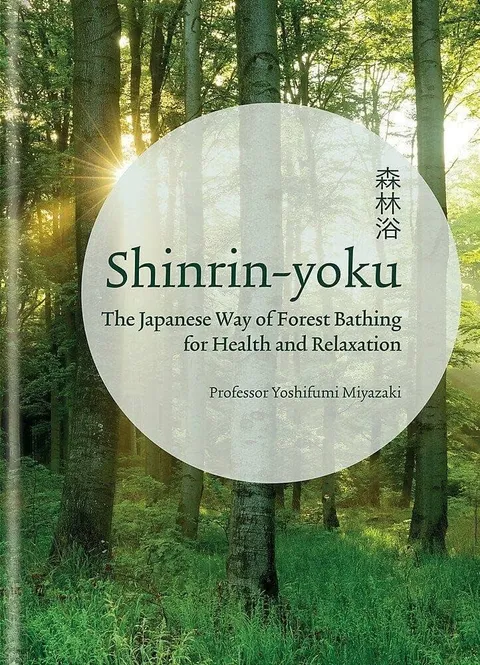 森林浴
Shinrin-yoku
The Japanese Way of Forest Bathing
for Health and Relaxation
Professor Yoshifumi Miyazaki